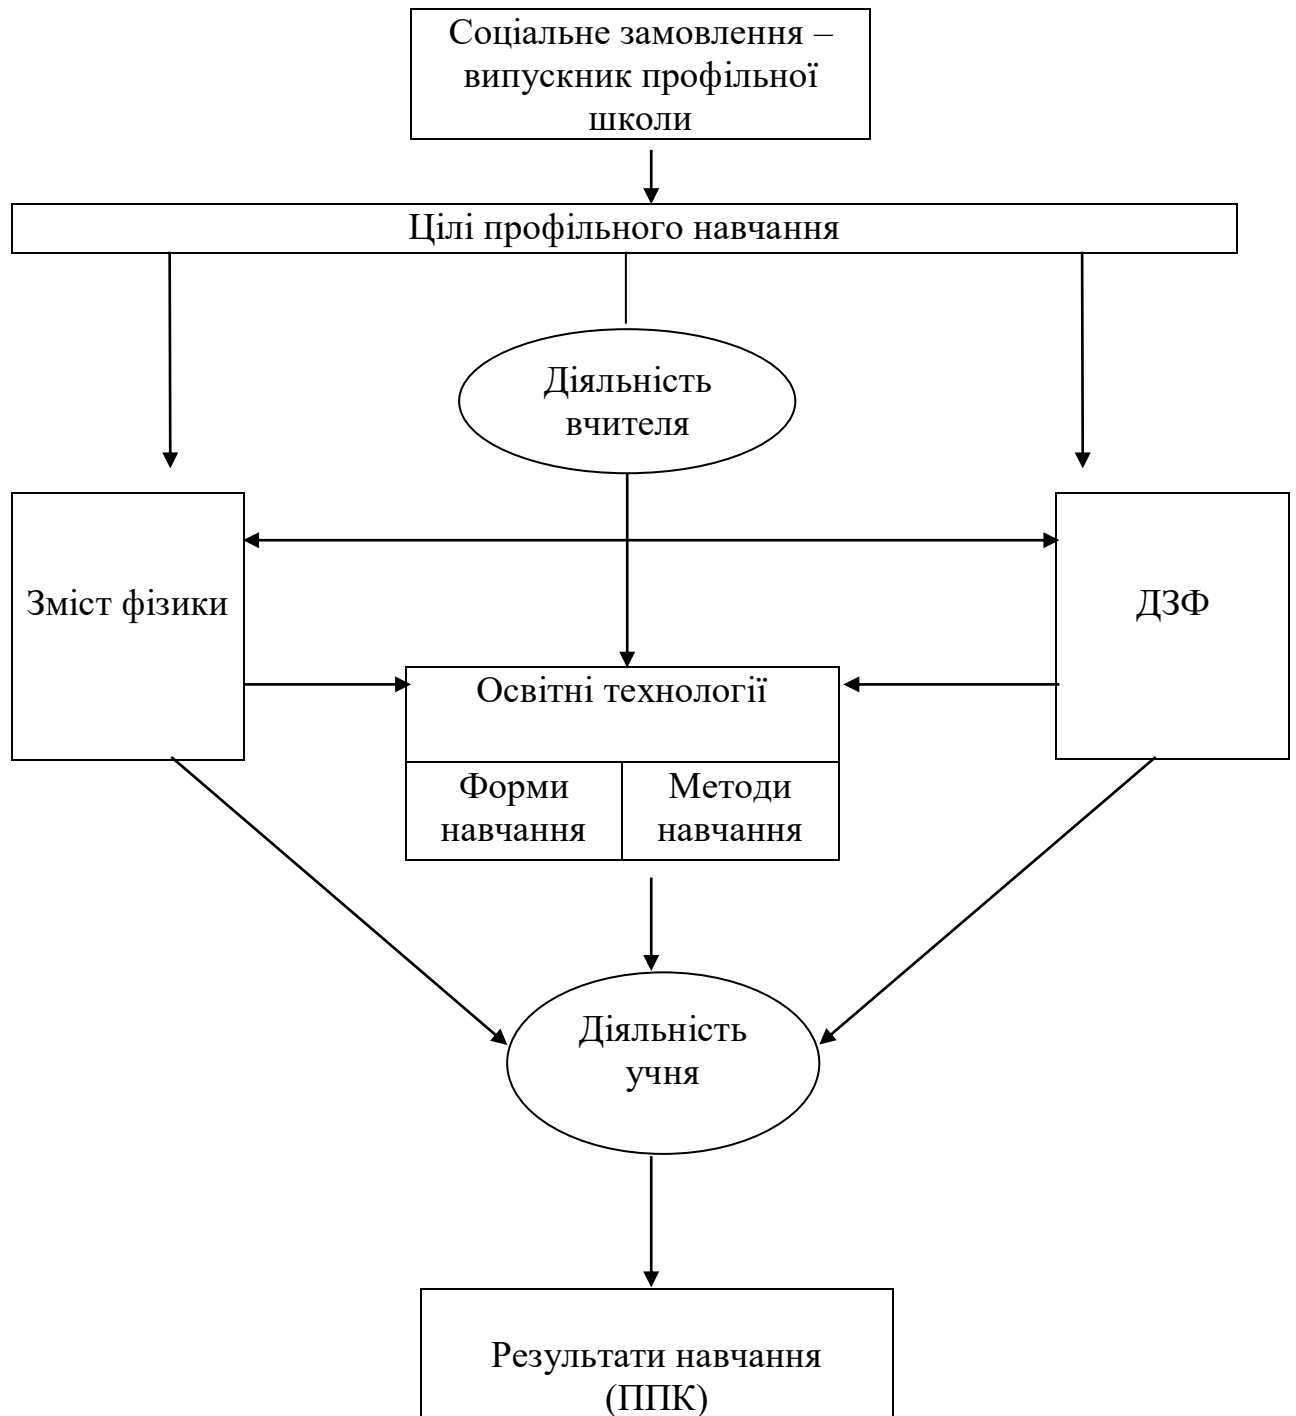 Соціальне замовлення –
випускник профільної
школи
Цілі профільного навчання
Діяльність
вчителя
Зміст фізики
ДЗФ
Освітні технології
Форми
навчання
Методи
навчання
Діяльність
учня
Результати навчання
(ППК)